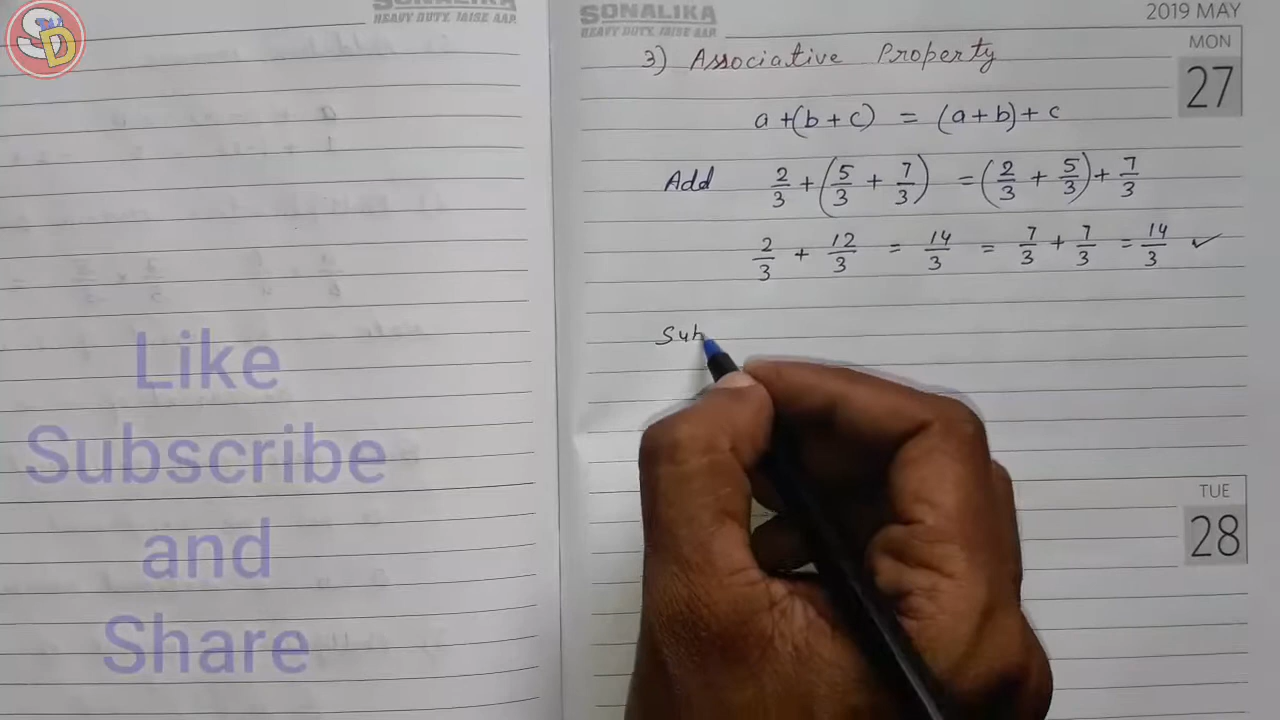 SD
HEAVY DUTY. JAISE AAP.
Like
Subscribe
and
Share
SONALIKA
HEAVY DUTY. JAISE AAP.
2019 MAY
MON
27
3) Associative Property
a + (b + c) = (a + b) + c
Add 2/3 + (5/3 + 7/3) = (2/3 + 5/3) + 7/3
2/3 + 12/3 = 14/3 = 7/3 + 7/3 = 14/3 ✓
Sub
TUE
28